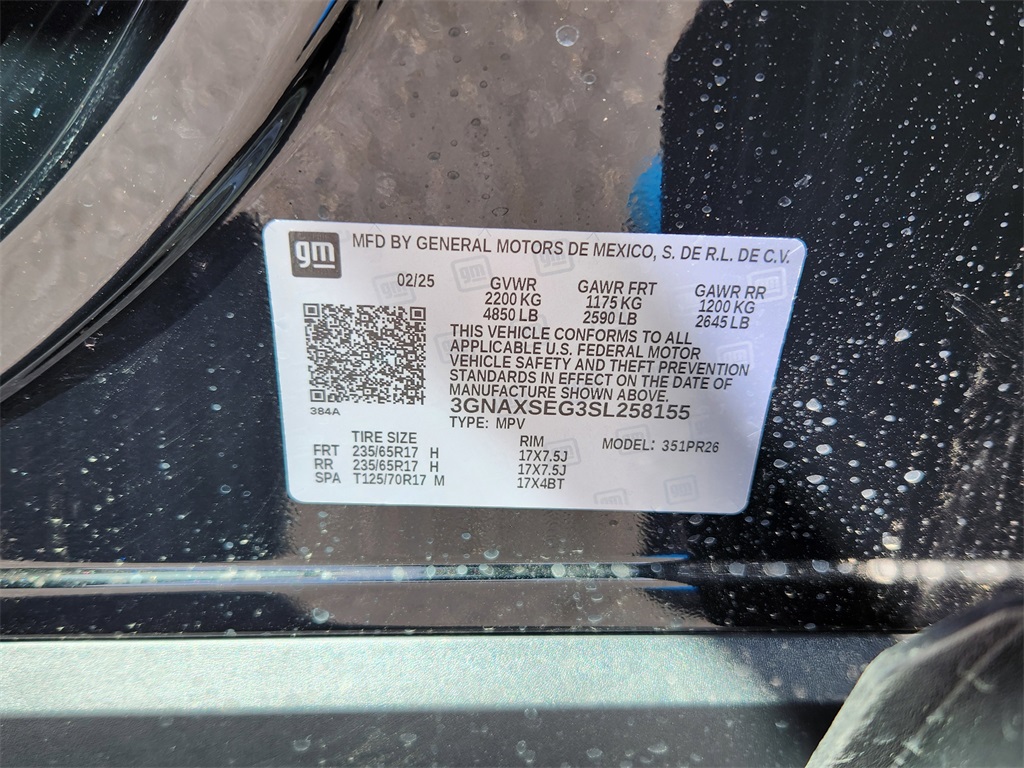 gm
MFD BY GENERAL MOTORS DE MEXICO, S. DE R.L. DE C.V.
02/25 GVWR GAWR FRT GAWR RR
2200 KG 1175 KG 1200 KG
4850 LB 2590 LB 2645 LB
THIS VEHICLE CONFORMS TO ALL
APPLICABLE U.S. FEDERAL MOTOR
VEHICLE SAFETY AND THEFT PREVENTION
STANDARDS IN EFFECT ON THE DATE OF
MANUFACTURE SHOWN ABOVE.
384A
3GNAXSEG3SL258155
TYPE: MPV
TIRE SIZE RIM MODEL: 351PR26
FRT 235/65R17 H 17X7.5J
RR 235/65R17 H 17X7.5J
SPA T125/70R17 M 17X4BT